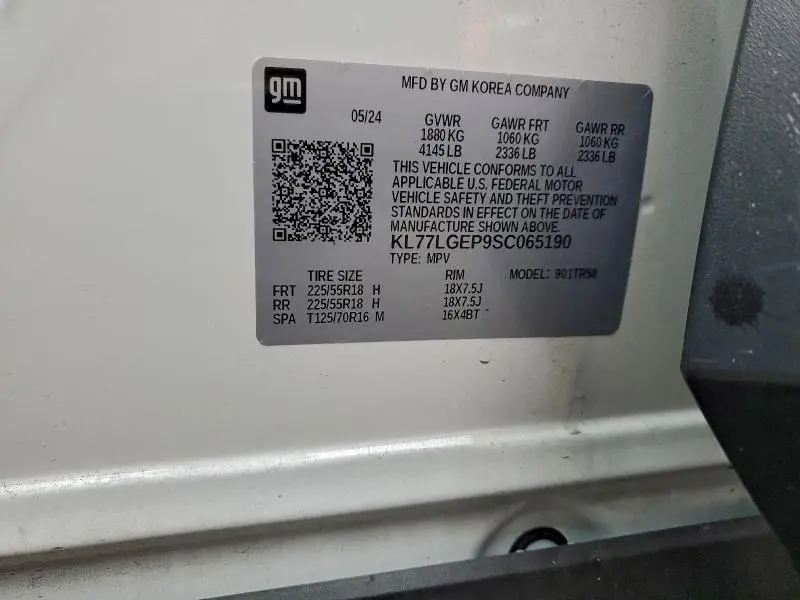 gm
MFD BY GM KOREA COMPANY
05/24 GVWR GAWR FRT GAWR RR
1880 KG 1060 KG 1060 KG
4145 LB 2336 LB 2336 LB
THIS VEHICLE CONFORMS TO ALL
APPLICABLE U.S. FEDERAL MOTOR
VEHICLE SAFETY AND THEFT PREVENTION
STANDARDS IN EFFECT ON THE DATE OF
MANUFACTURE SHOWN ABOVE.
KL77LGEP9SC065190
TYPE: MPV
TIRE SIZE RIM MODEL: 901TR58
FRT 225/55R18 H 18X7.5J
RR 225/55R18 H 18X7.5J
SPA T125/70R16 M 16X4BT